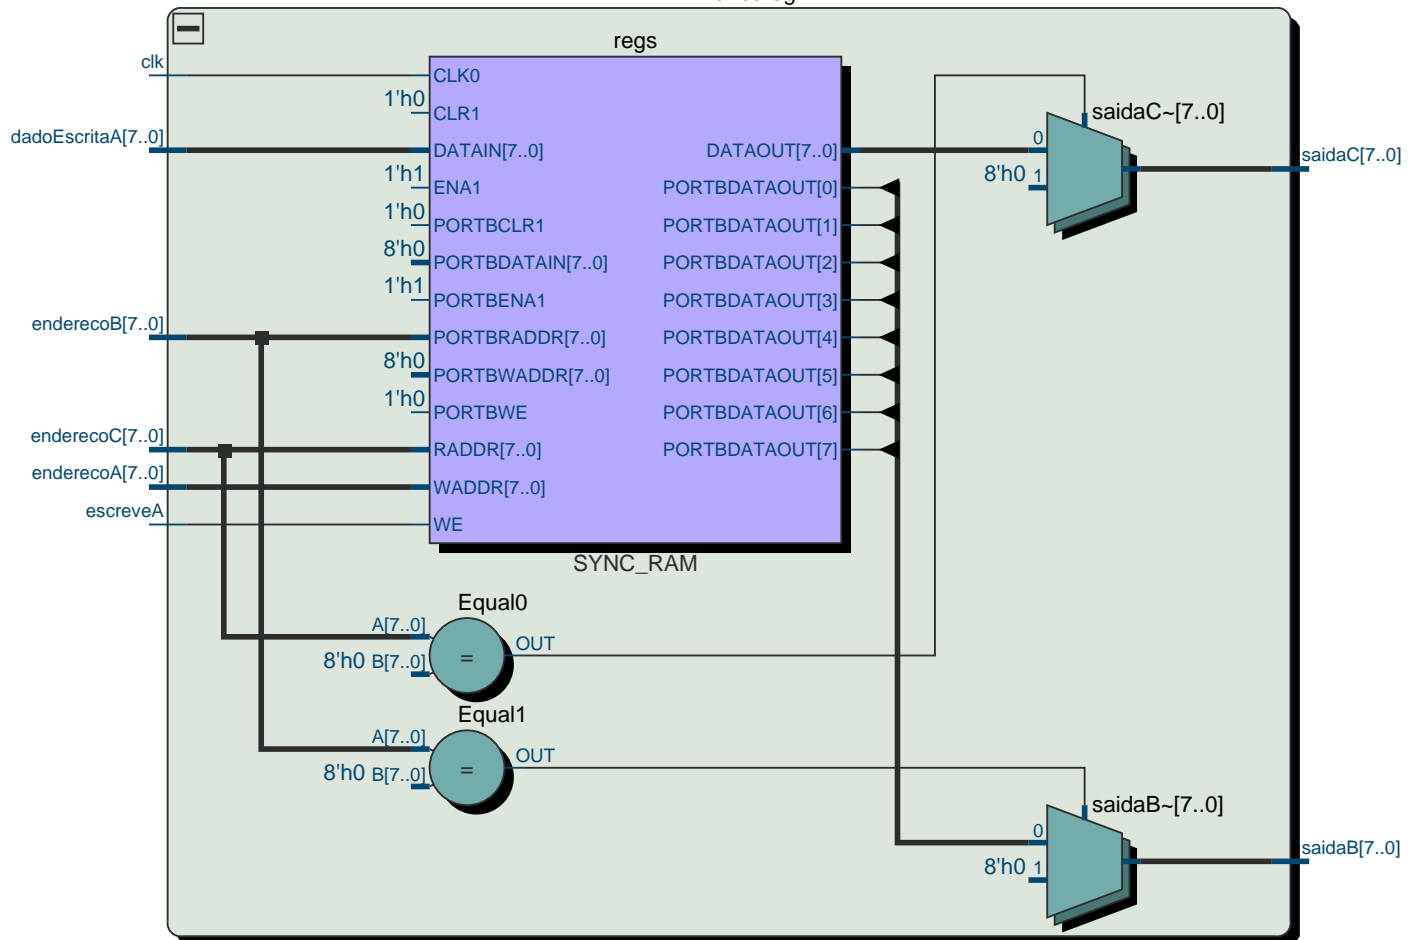 regs
clk
CLK0
1'h0
CLR1
dadoEscritaA[7..0]
DATAIN[7..0]
DATAOUT[7..0]
1'h1
ENA1
PORTBDATAOUT[0]
1'h0
PORTBCLR1
PORTBDATAOUT[1]
8'h0
PORTBDATAIN[7..0]
PORTBDATAOUT[2]
1'h1
PORTBENA1
PORTBDATAOUT[3]
enderecoB[7..0]
PORTBRADDR[7..0]
PORTBDATAOUT[4]
8'h0
PORTBWADDR[7..0]
PORTBDATAOUT[5]
1'h0
PORTBWE
PORTBDATAOUT[6]
enderecoC[7..0]
RADDR[7..0]
PORTBDATAOUT[7]
enderecoA[7..0]
WADDR[7..0]
escreveA
WE
SYNC_RAM
saidaC~[7..0]
0
8'h0 1
saidaC[7..0]
Equal0
A[7..0]
8'h0 B[7..0]
=
OUT
Equal1
A[7..0]
8'h0 B[7..0]
=
OUT
saidaB~[7..0]
0
8'h0 1
saidaB[7..0]